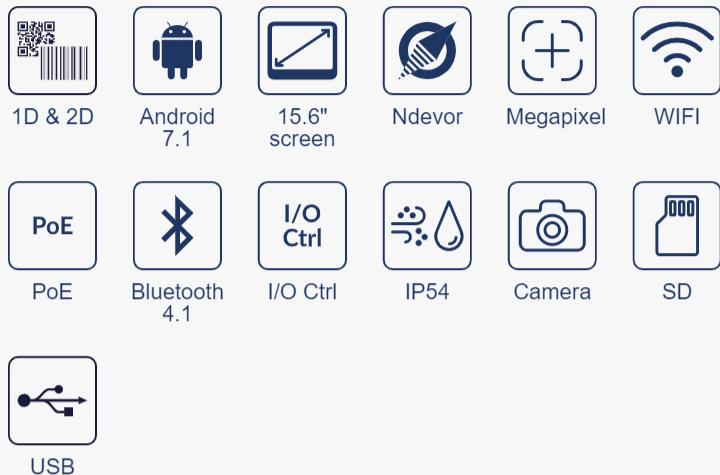 1D & 2D
Android
7.1
15.6"
screen
Ndevor
Megapixel
WIFI
PoE
PoE
Bluetooth
4.1
I/O
Ctrl
I/O Ctrl
IP54
Camera
SD
USB